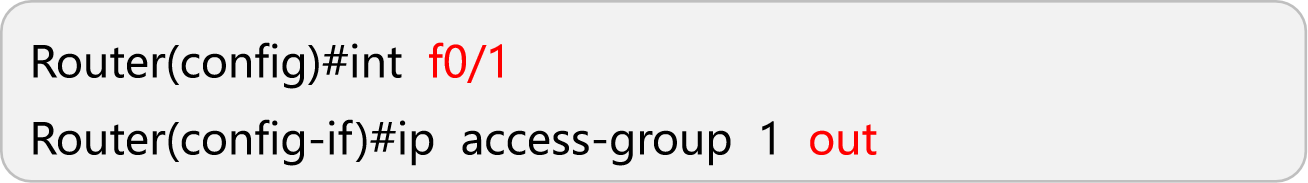 Router(config)#int f0/1
Router(config-if)#ip access-group 1 out